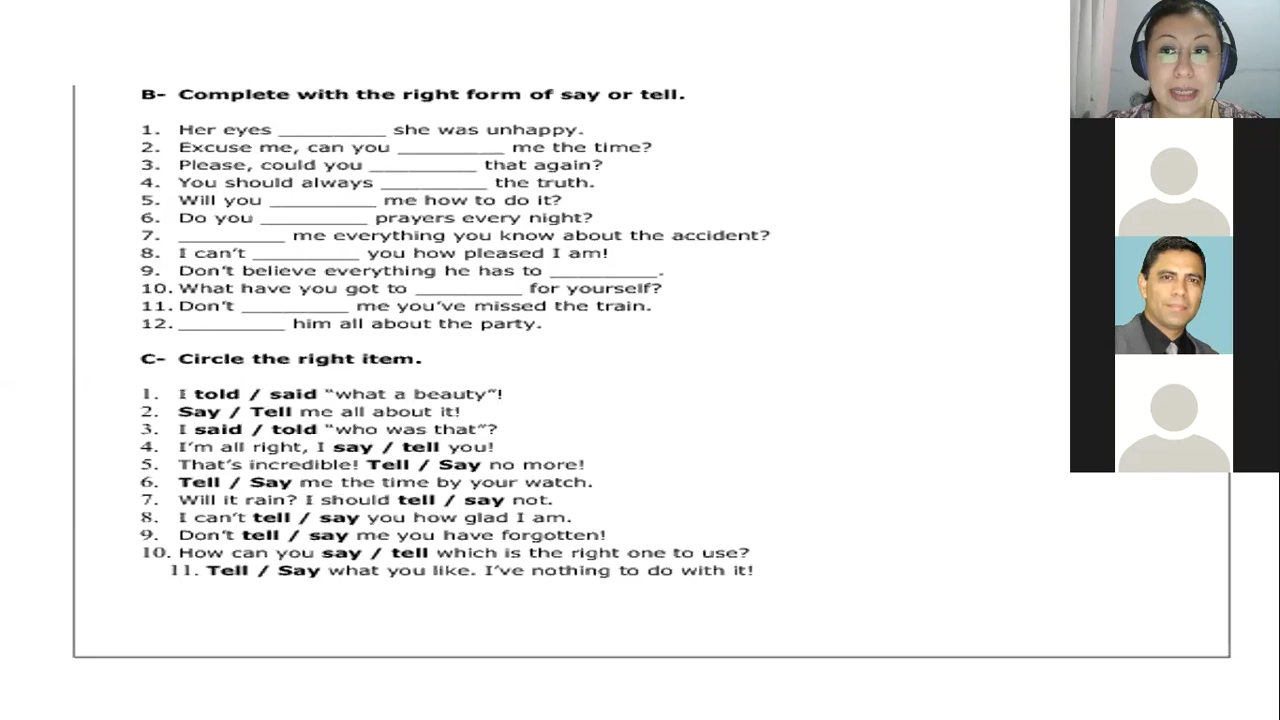 B- Complete with the right form of say or tell.
1. Her eyes __________ she was unhappy.
2. Excuse me, can you __________ me the time?
3. Please, could you __________ that again?
4. You should always __________ the truth.
5. Will you __________ me how to do it?
6. Do you __________ prayers every night?
7. __________ me everything you know about the accident?
8. I can't __________ you how pleased I am!
9. Don't believe everything he has to __________.
10. What have you got to __________ for yourself?
11. Don't __________ me you've missed the train.
12. __________ him all about the party.
C- Circle the right item.
1. I told / said "what a beauty"!
2. Say / Tell me all about it!
3. I said / told "who was that"?
4. I'm all right, I say / tell you!
5. That's incredible! Tell / Say no more!
6. Tell / Say me the time by your watch.
7. Will it rain? I should tell / say not.
8. I can't tell / say you how glad I am.
9. Don't tell / say me you have forgotten!
10. How can you say / tell which is the right one to use?
11. Tell / Say what you like. I've nothing to do with it!